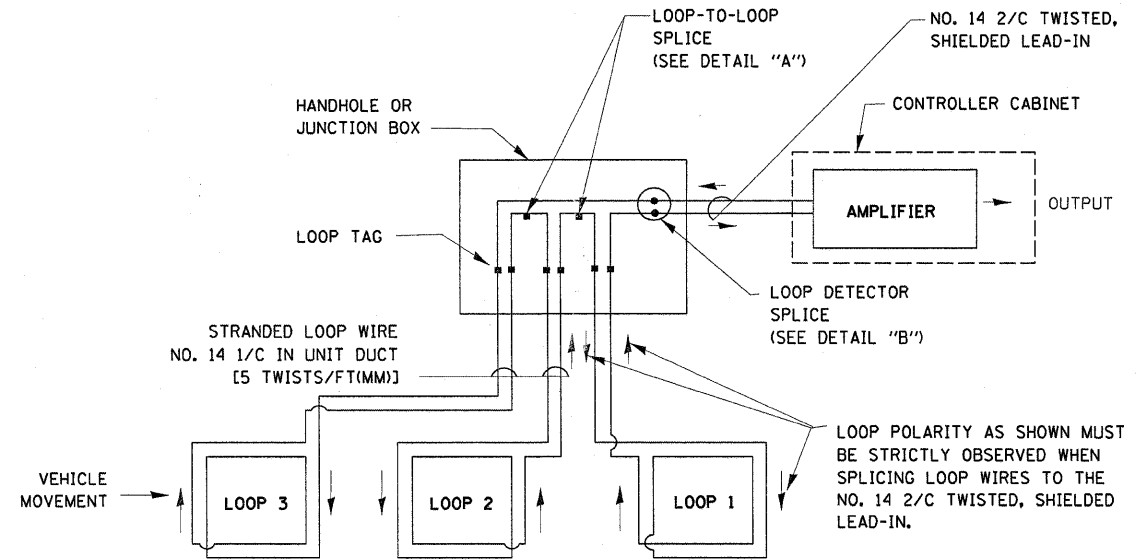 LOOP-TO-LOOP
SPLICE
(SEE DETAIL "A")
NO. 14 2/C TWISTED,
SHIELDED LEAD-IN
HANDHOLE OR
JUNCTION BOX
CONTROLLER CABINET
AMPLIFIER
OUTPUT
LOOP TAG
LOOP DETECTOR
SPLICE
(SEE DETAIL "B")
STRANDED LOOP WIRE
NO. 14 1/C IN UNIT DUCT
[5 TWISTS/FT(MM)]
LOOP POLARITY AS SHOWN MUST
BE STRICTLY OBSERVED WHEN
SPLICING LOOP WIRES TO THE
NO. 14 2/C TWISTED, SHIELDED
LEAD-IN.
VEHICLE
MOVEMENT
LOOP 3
LOOP 2
LOOP 1